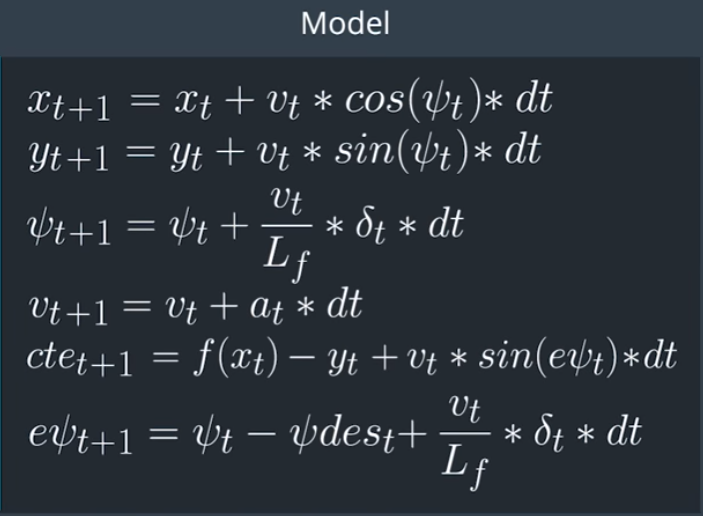 Model
x_{t+1} = x_t + v_t * cos(ψ_t) * dt
y_{t+1} = y_t + v_t * sin(ψ_t) * dt
ψ_{t+1} = ψ_t + \frac{v_t}{L_f} * δ_t * dt
v_{t+1} = v_t + a_t * dt
cte_{t+1} = f(x_t) − y_t + v_t * sin(eψ_t) * dt
eψ_{t+1} = ψ_t − ψdes_t + \frac{v_t}{L_f} * δ_t * dt